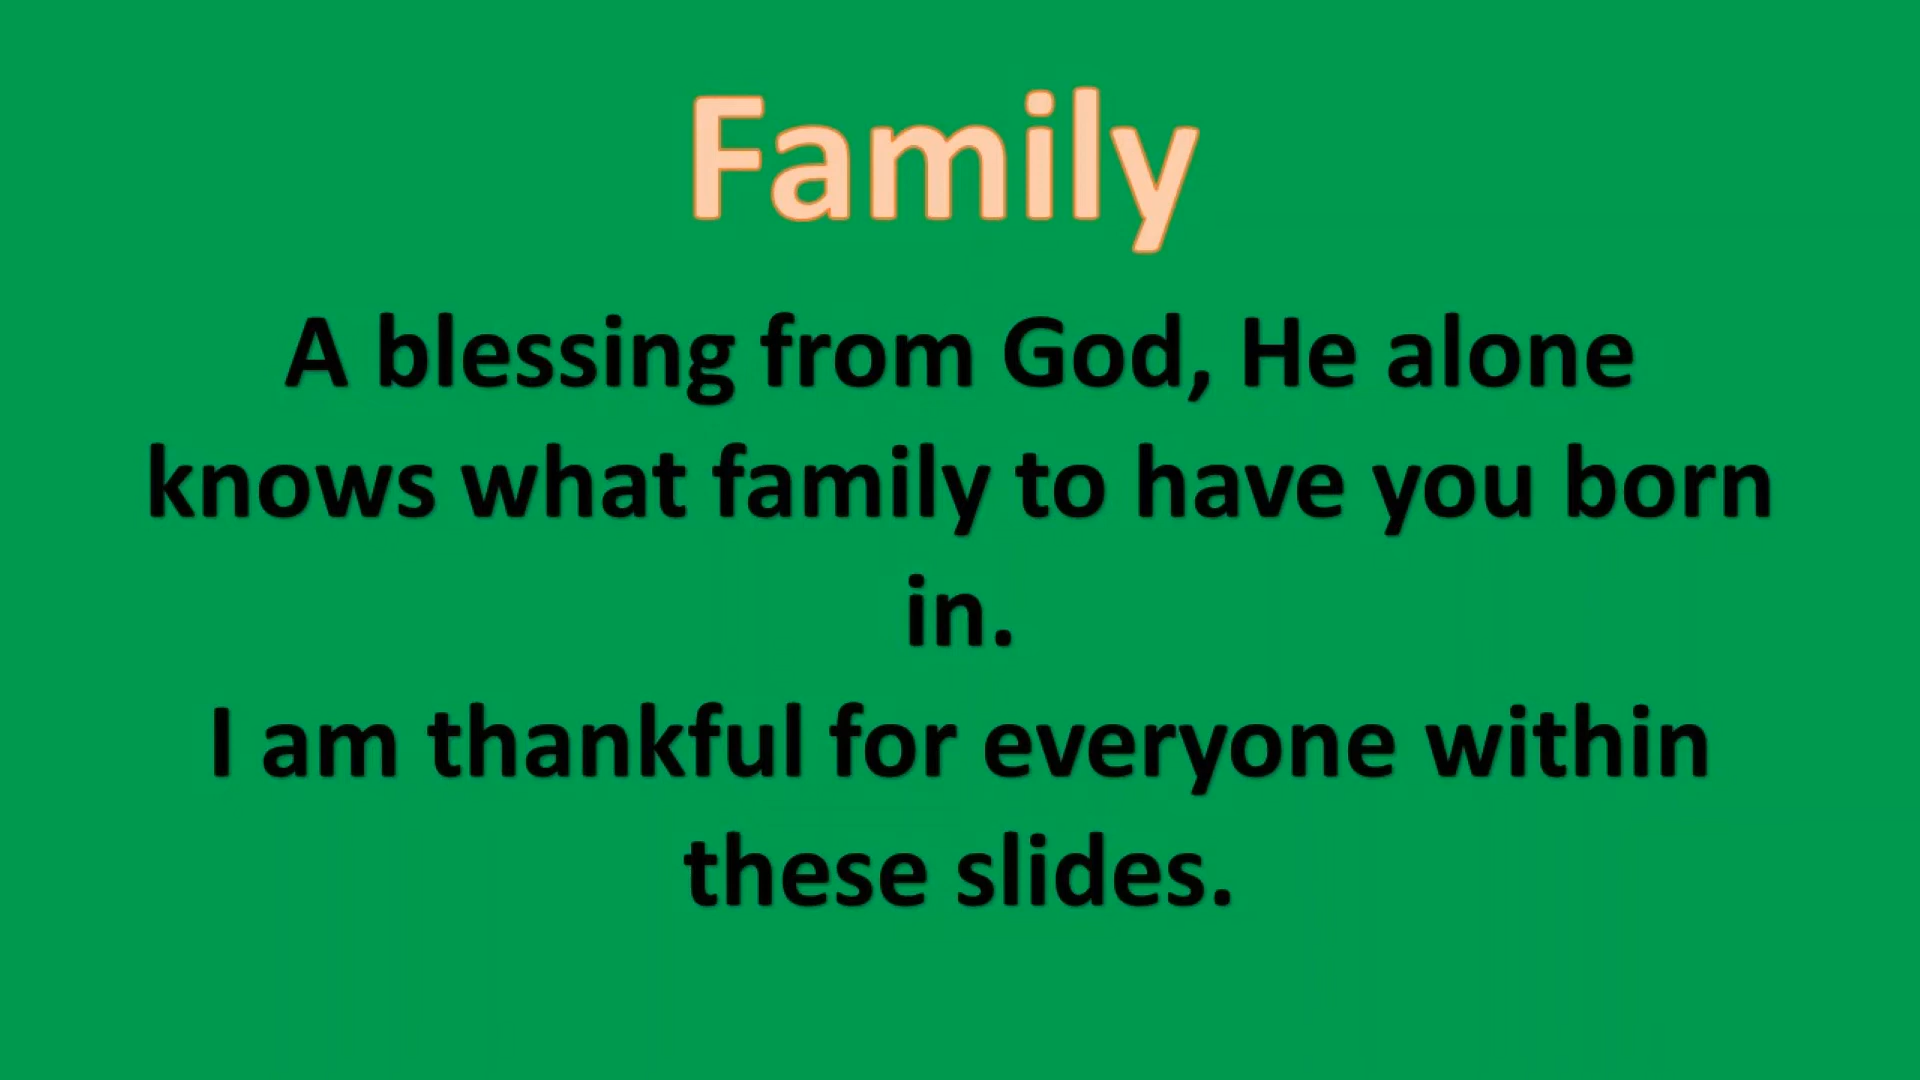 Family
A blessing from God, He alone
knows what family to have you born
in.
I am thankful for everyone within
these slides.